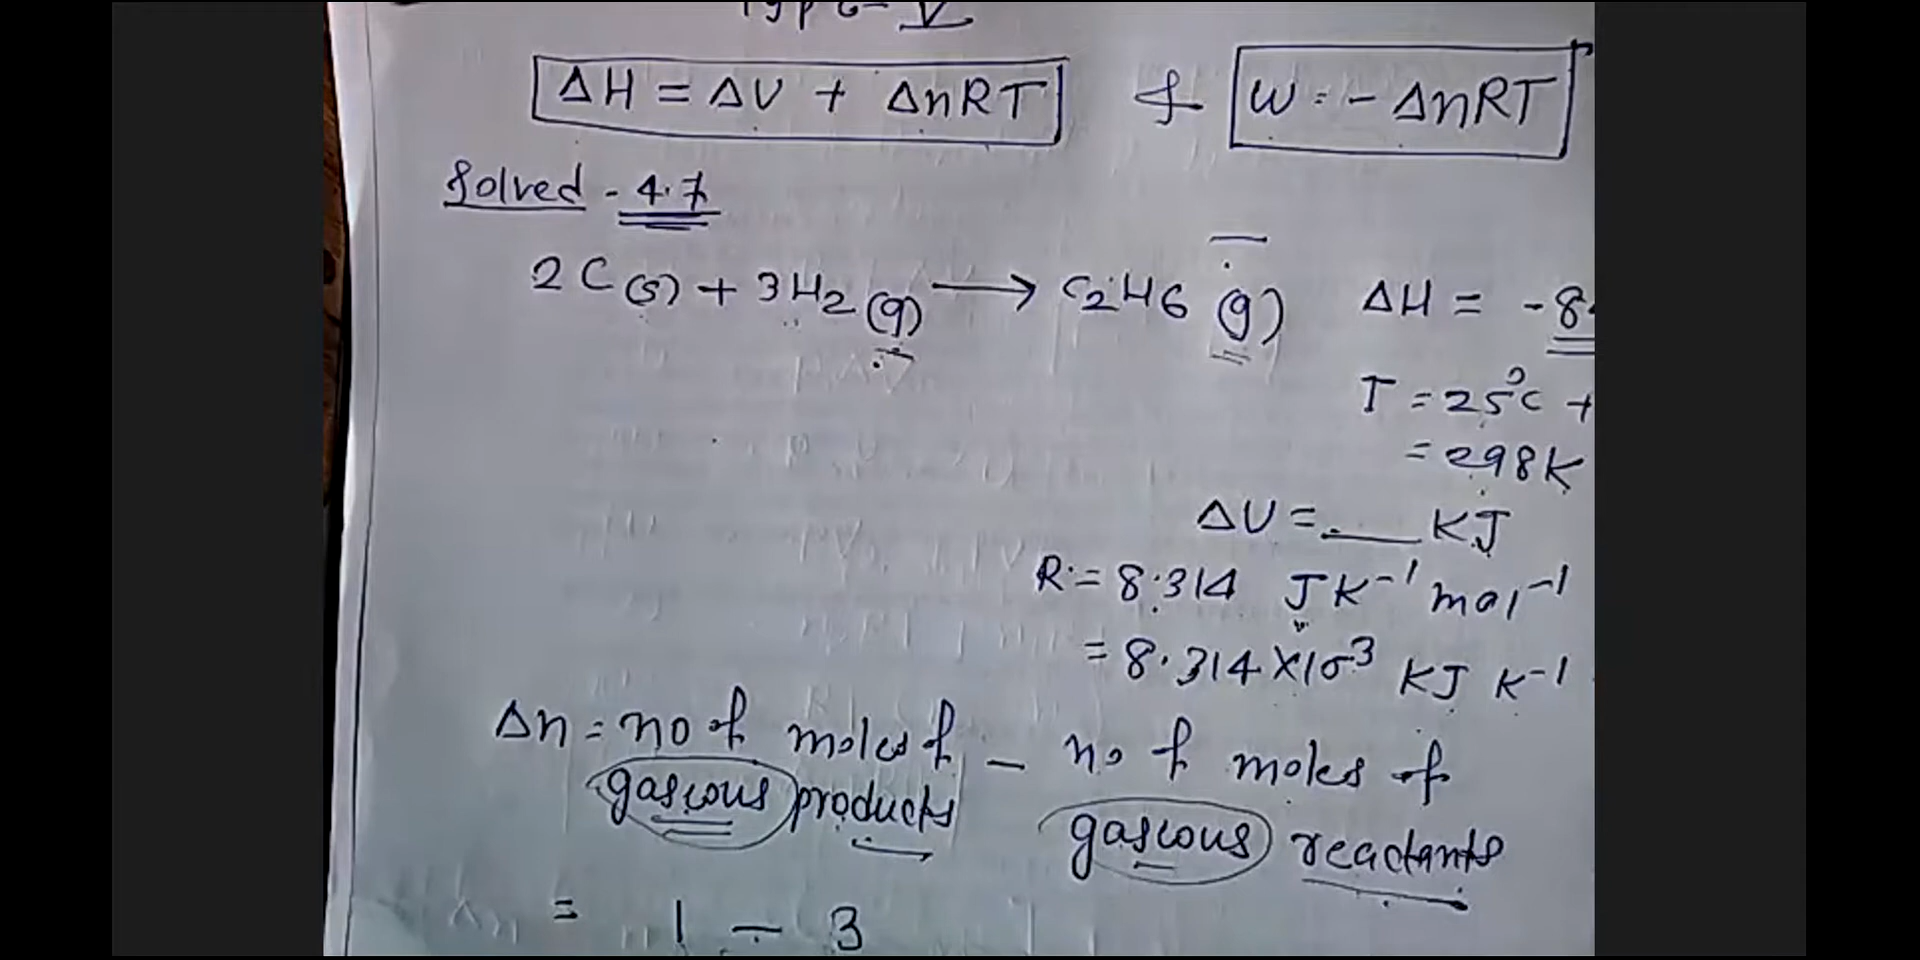 Type - V
ΔH = ΔU + ΔnRT & W = - ΔnRT
Solved - 4.7
2C(s) + 3H2(g) → C2H6 (g) ΔH = -8
T = 25°C +
= 298K
ΔU = ___ KJ
R = 8.314 J K⁻¹ mol⁻¹
= 8.314 × 10⁻³ KJ K⁻¹
Δn = no of moles of - no of moles of
gaseous products gaseous reactants
= 1 - 3